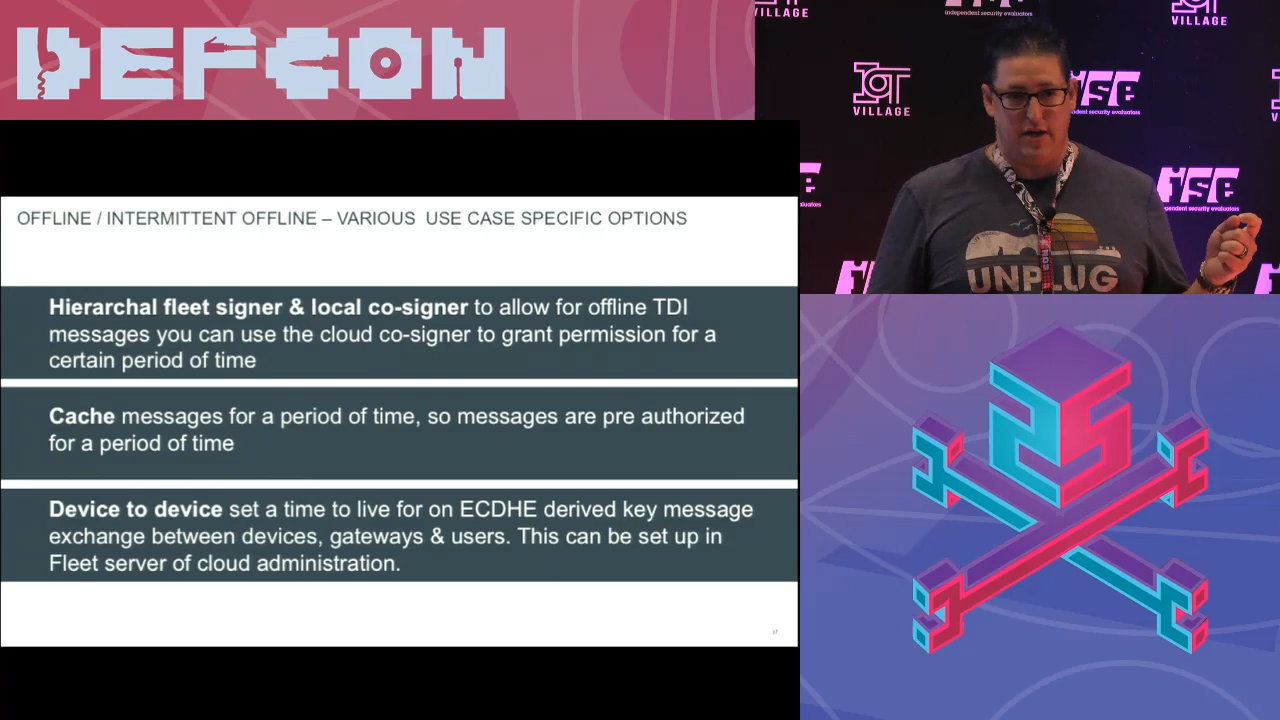 DEFCON
VILLAGE
independent security evaluators
VILLAGE
IOT
VILLAGE
ise
independent security evaluators
ise
independent security evaluators
UNPLUG
OFFLINE / INTERMITTENT OFFLINE – VARIOUS USE CASE SPECIFIC OPTIONS
Hierarchal fleet signer & local co-signer to allow for offline TDI
messages you can use the cloud co-signer to grant permission for a
certain period of time
Cache messages for a period of time, so messages are pre authorized
for a period of time
Device to device set a time to live for on ECDHE derived key message
exchange between devices, gateways & users. This can be set up in
Fleet server of cloud administration.
25